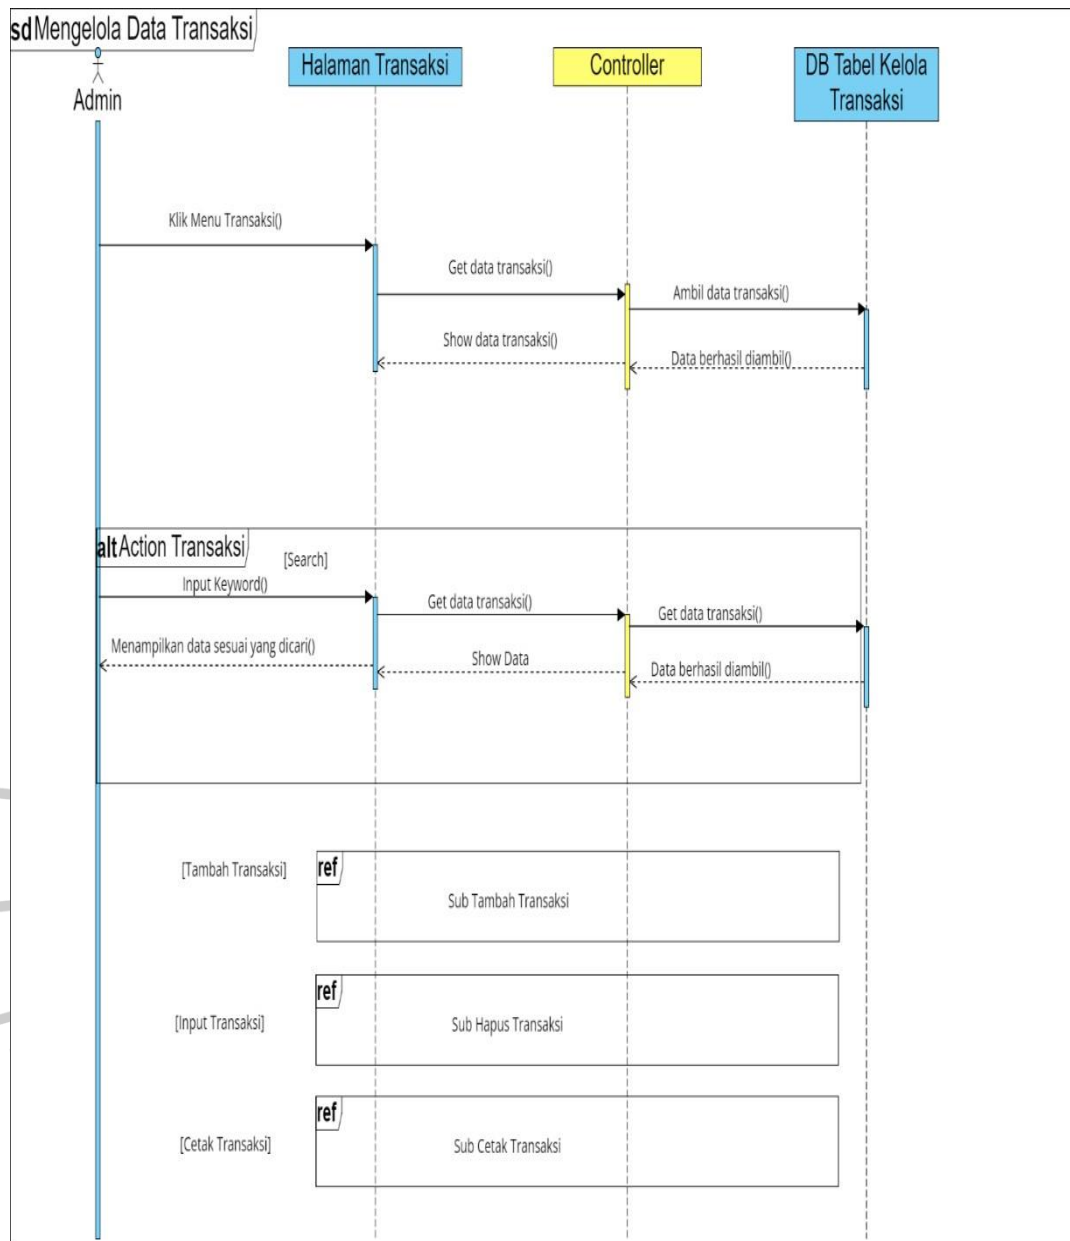 sd Mengelola Data Transaksi
Admin
Halaman Transaksi
Controller
DB Tabel Kelola
Transaksi
Klik Menu Transaksi()
Get data transaksi()
Ambil data transaksi()
Show data transaksi()
Data berhasil diambil()
alt Action Transaksi
[Search]
Input Keyword()
Get data transaksi()
Get data transaksi()
Menampilkan data sesuai yang dicari()
Show Data
Data berhasil diambil()
[Tambah Transaksi]
ref
Sub Tambah Transaksi
[Input Transaksi]
ref
Sub Hapus Transaksi
[Cetak Transaksi]
ref
Sub Cetak Transaksi